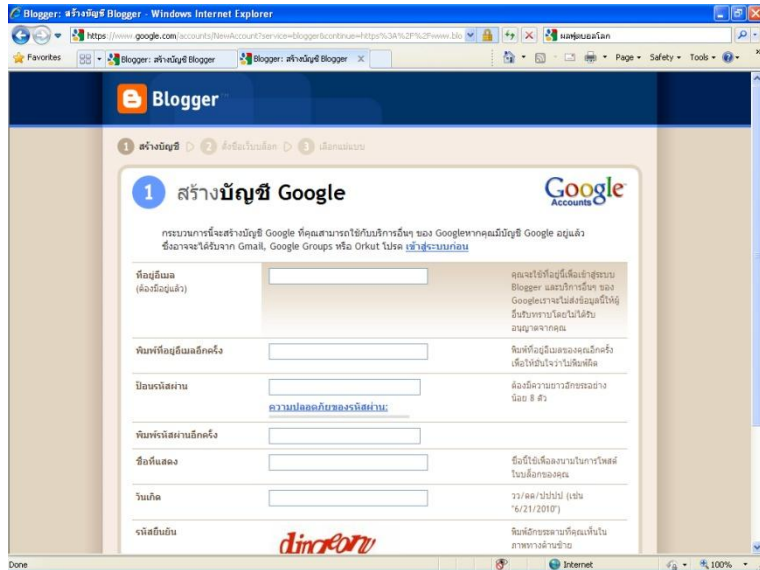 Blogger: สร้างบัญชี Blogger - Windows Internet Explorer
https://www.google.com/accounts/NewAccount?service=blogger&continue=https%3A%2F%2Fwww.blo
Favorites
Blogger: สร้างบัญชี Blogger
Blogger: สร้างบัญชี Blogger
Page
Safety
Tools
Blogger™
1 สร้างบัญชี 2 ตั้งชื่อเว็บบล็อก 3 เลือกแม่แบบ
1 สร้างบัญชี Google
Google
Accounts
กระบวนการนี้จะสร้างบัญชี Google ที่คุณสามารถใช้กับบริการอื่นๆ ของ Googleหากคุณมีบัญชี Google อยู่แล้ว
ซึ่งอาจจะได้รับจาก Gmail, Google Groups หรือ Orkut โปรด เข้าสู่ระบบก่อน
ที่อยู่อีเมล
(ต้องมีอยู่แล้ว)
คุณจะใช้ที่อยู่นี้เพื่อเข้าสู่ระบบ
Blogger และบริการอื่นๆ ของ
Googleเราจะไม่ส่งข้อมูลนี้ให้ผู้
อื่นรับทราบโดยไม่ได้รับ
อนุญาตจากคุณ
พิมพ์ที่อยู่อีเมลอีกครั้ง
พิมพ์ที่อยู่อีเมลของคุณอีกครั้ง
เพื่อให้มั่นใจว่าไม่พิมพ์ผิด
ป้อนรหัสผ่าน
ความปลอดภัยของรหัสผ่าน:
ต้องมีความยาวอักขระอย่าง
น้อย 8 ตัว
พิมพ์รหัสผ่านอีกครั้ง
ชื่อที่แสดง
ชื่อนี้ใช้เพื่อลงนามในการโพสต์
ในบล็อกของคุณ
วันเกิด
วว/ดด/ปปปป (เช่น
"6/21/2010")
รหัสยืนยัน
พิมพ์อักขระตามที่คุณเห็นใน
ภาพทางด้านซ้าย
Done
Internet
100%